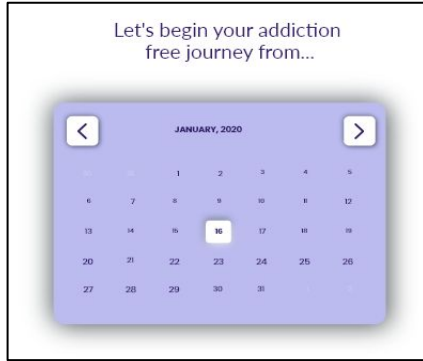 Let's begin your addiction
free journey from...
JANUARY, 2020
1 2 3 4 5
6 7 8 9 10 11 12
13 14 15 16 17 18 19
20 21 22 23 24 25 26
27 28 29 30 31